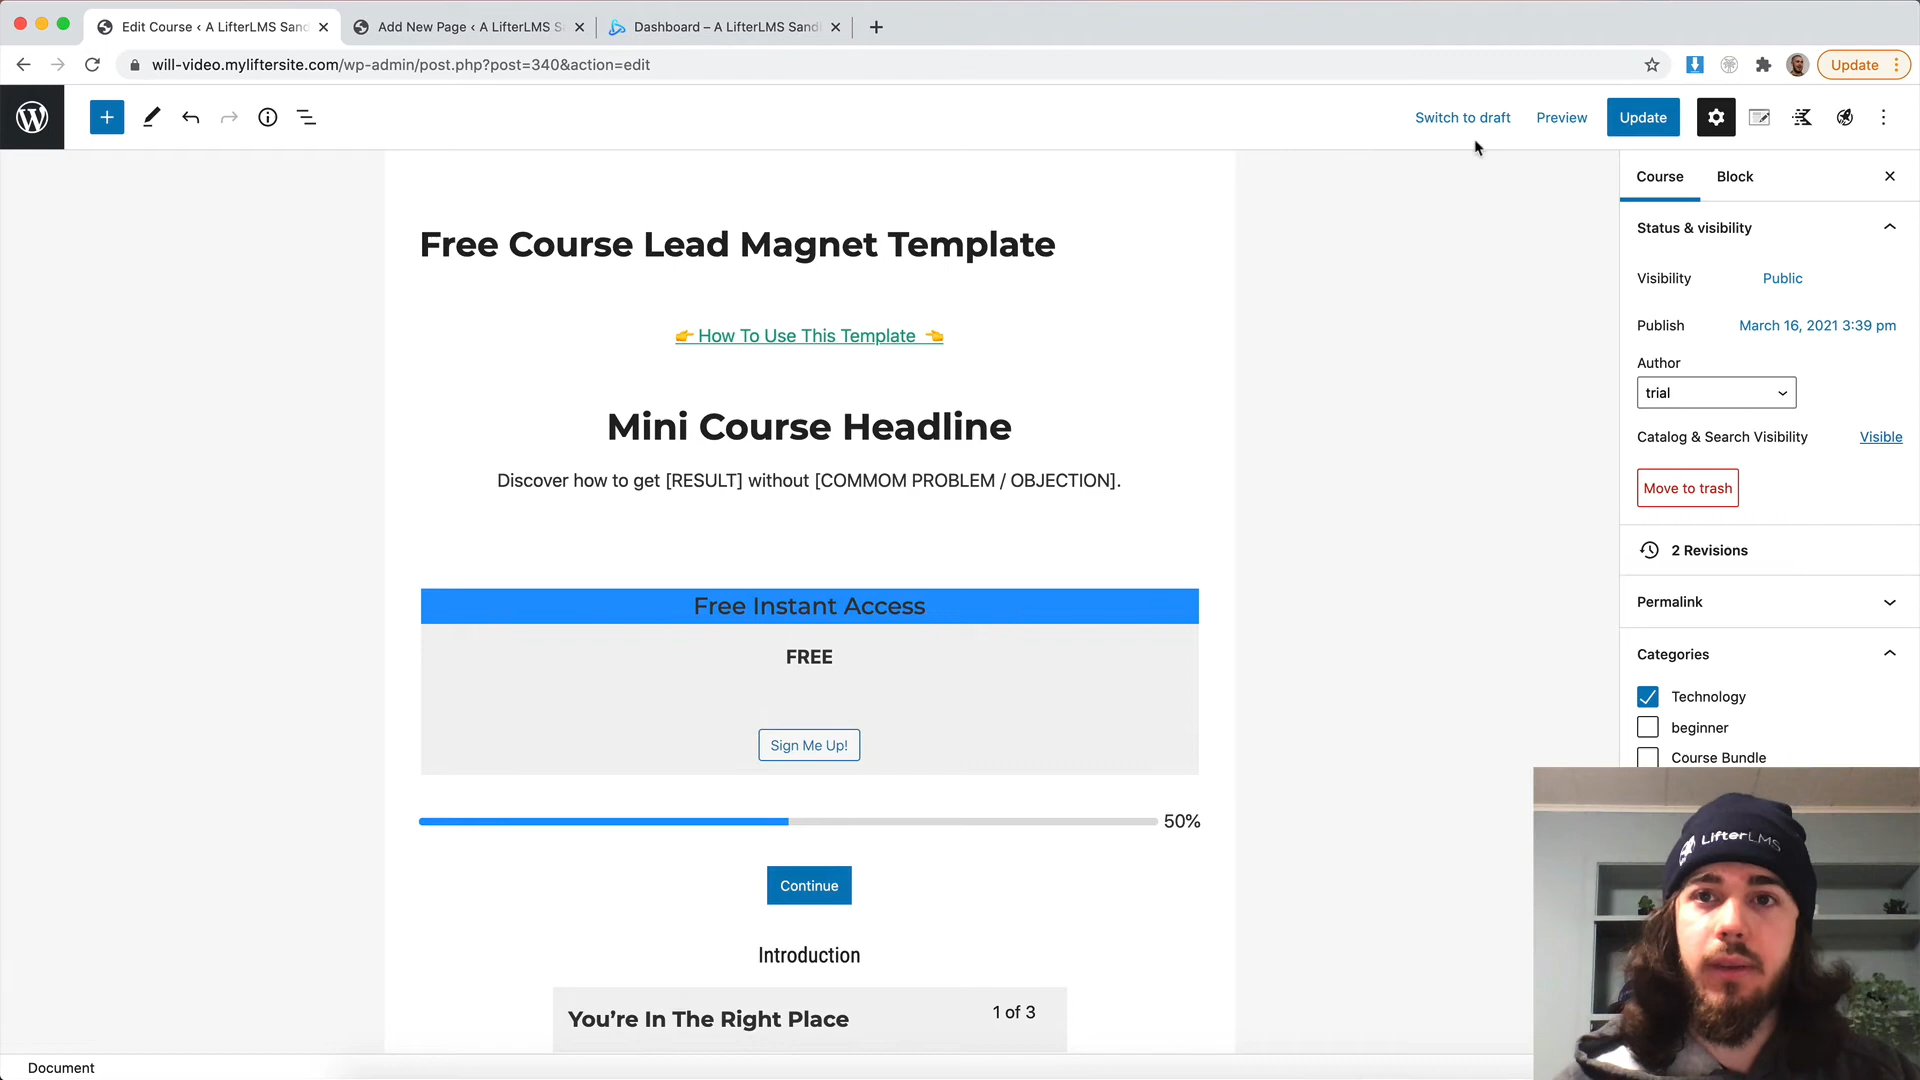 Edit Course ‹ A LifterLMS Sand
Add New Page ‹ A LifterLMS S
Dashboard – A LifterLMS Sand
will-video.myliftersite.com/wp-admin/post.php?post=340&action=edit
Update
Switch to draft
Preview
Update
Course
Block
Free Course Lead Magnet Template
👉 How To Use This Template 👈
Mini Course Headline
Discover how to get [RESULT] without [COMMOM PROBLEM / OBJECTION].
Free Instant Access
FREE
Sign Me Up!
50%
Continue
Introduction
You’re In The Right Place
1 of 3
Status & visibility
Visibility
Public
Publish
March 16, 2021 3:39 pm
Author
trial
Catalog & Search Visibility
Visible
Move to trash
2 Revisions
Permalink
Categories
Technology
beginner
Course Bundle
LifterLMS
Document